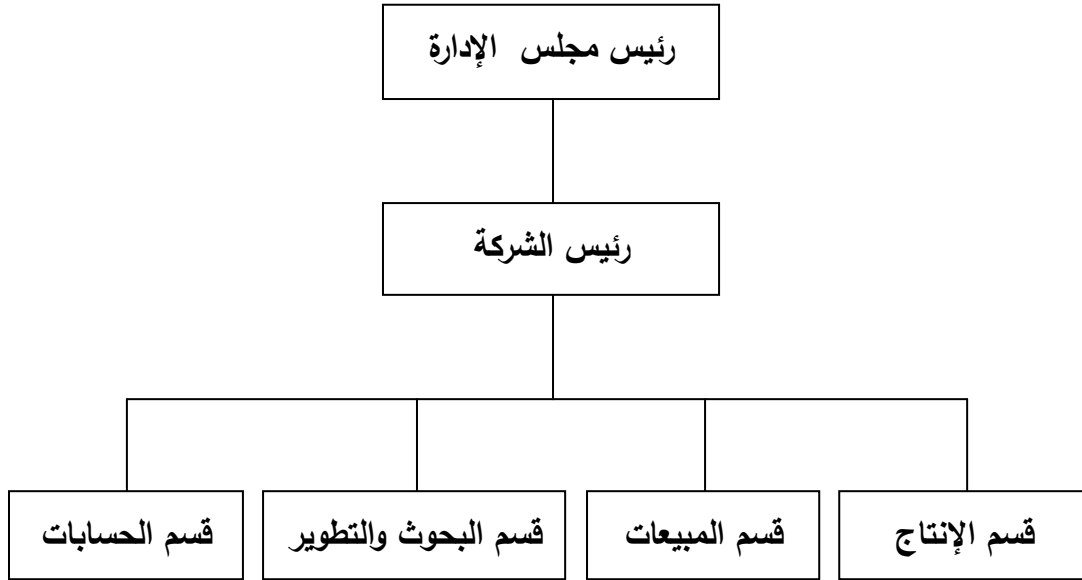 رئيس مجلس الإدارة
رئيس الشركة
قسم الإنتاج
قسم المبيعات
قسم البحوث والتطوير
قسم الحسابات